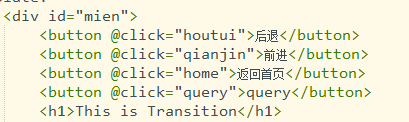 <div id="mien">
<button @click="houtui">后退</button>
<button @click="qianjin">前进</button>
<button @click="home">返回首页</button>
<button @click="query">query</button>
<h1>This is Transition</h1>